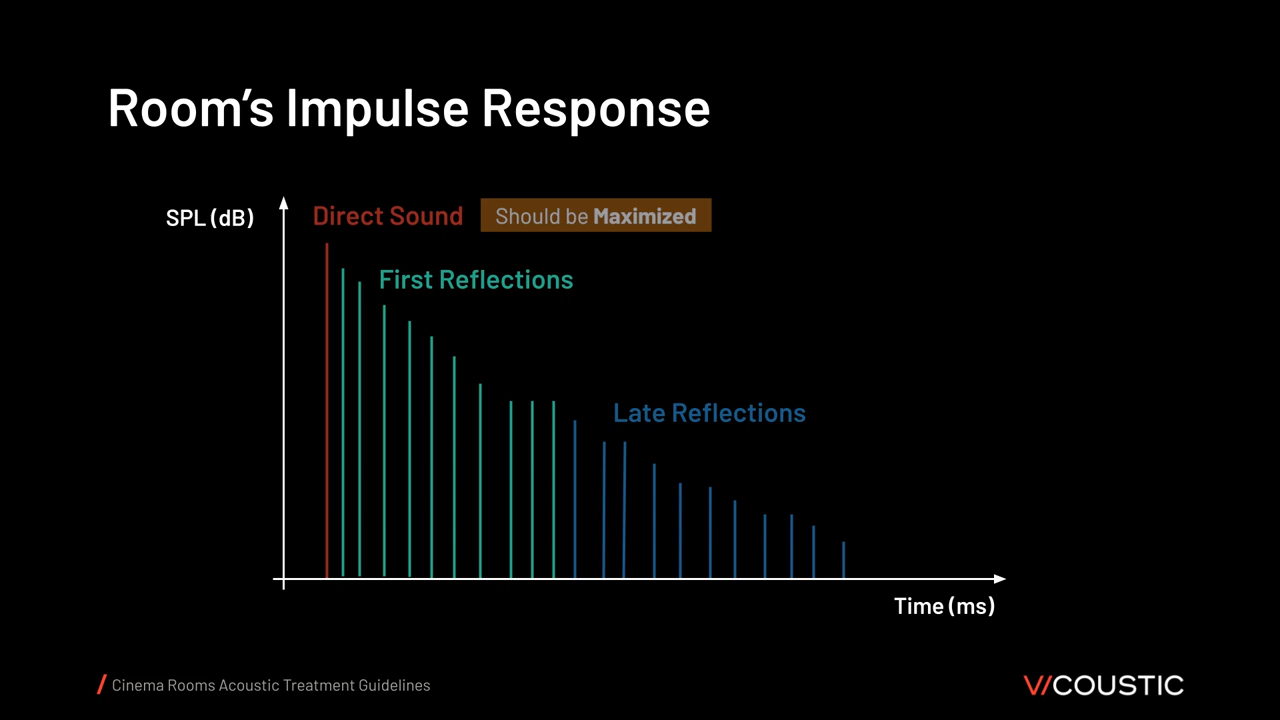 Room’s Impulse Response
SPL (dB)
Direct Sound
Should be Maximized
First Reflections
Late Reflections
Time (ms)
Cinema Rooms Acoustic Treatment Guidelines
VICOUSTIC